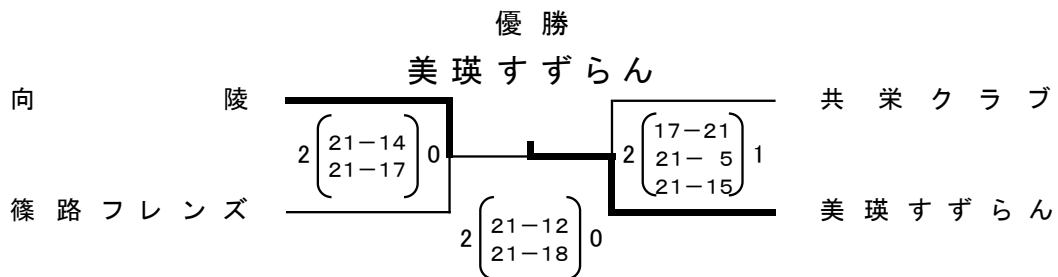 優勝
美瑛すずらん
向陵 共栄クラブ
2 21-14 0 2 17-21 1
21-17 21- 5
21-15
篠路フレンズ 美瑛すずらん
2 21-12 0
21-18